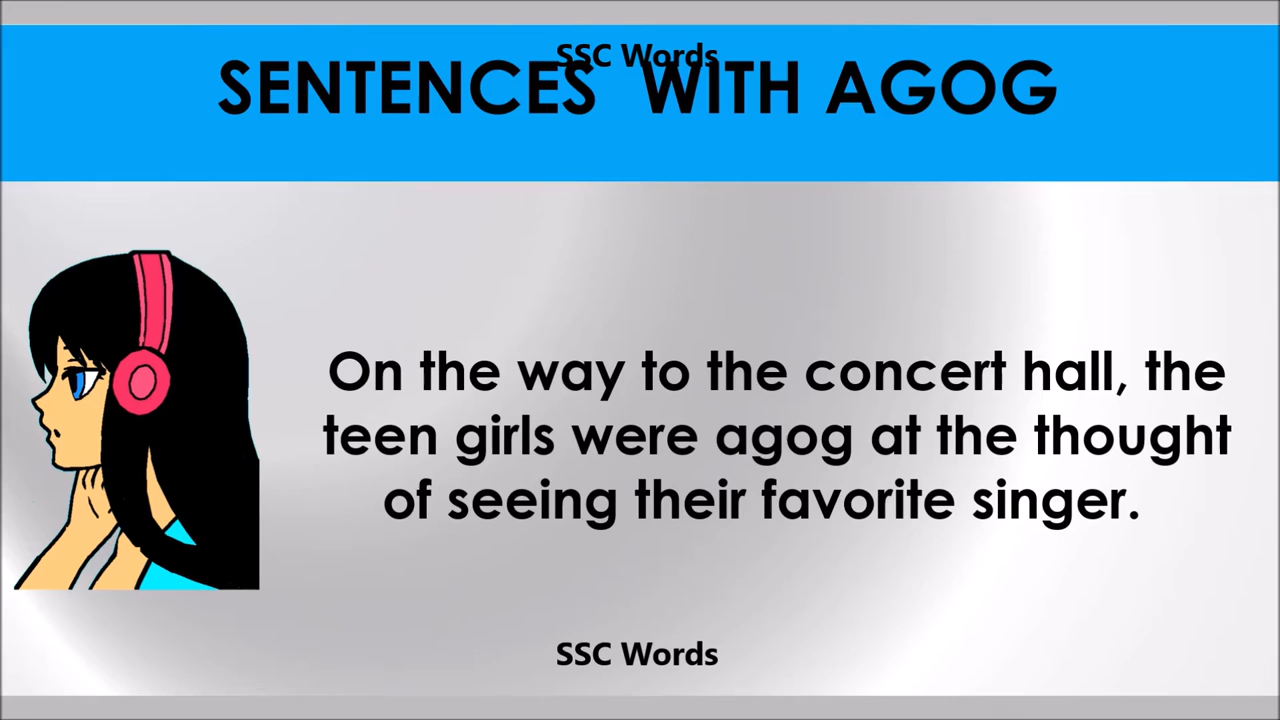 SSC Words
SENTENCES WITH AGOG
On the way to the concert hall, the
teen girls were agog at the thought
of seeing their favorite singer.
SSC Words